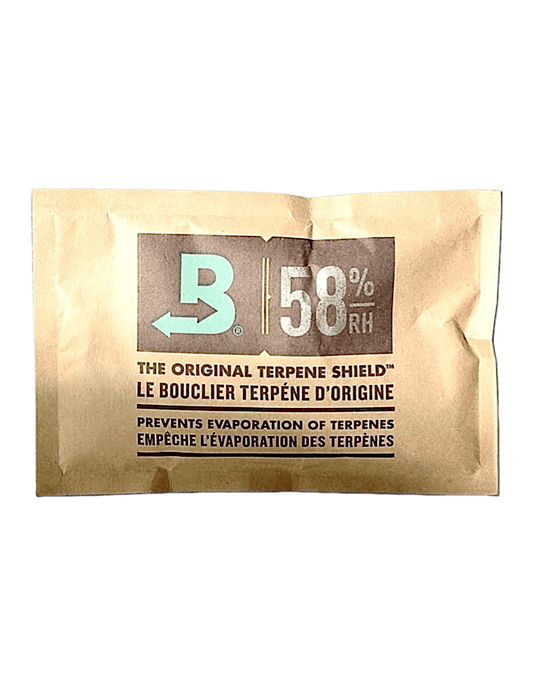 B® 58%
RH
THE ORIGINAL TERPENE SHIELD™
LE BOUCLIER TERPÉNE D'ORIGINE
PREVENTS EVAPORATION OF TERPENES
EMPÊCHE L'ÉVAPORATION DES TERPÈNES